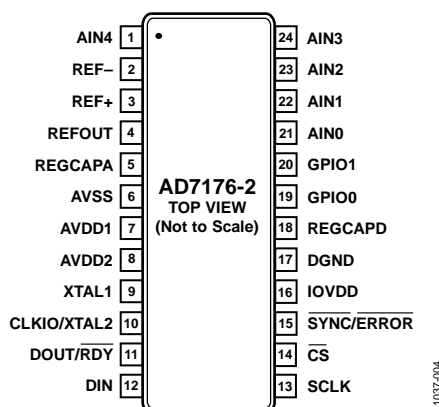 AIN4 1
REF– 2
REF+ 3
REFOUT 4
REGCAPA 5
AVSS 6
AVDD1 7
AVDD2 8
XTAL1 9
CLKIO/XTAL2 10
DOUT/RDY 11
DIN 12
AD7176-2
TOP VIEW
(Not to Scale)
24 AIN3
23 AIN2
22 AIN1
21 AIN0
20 GPIO1
19 GPIO0
18 REGCAPD
17 DGND
16 IOVDD
15 SYNC/ERROR
14 CS
13 SCLK